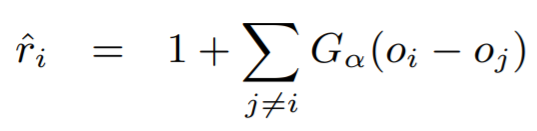 r̂ᵢ = 1 + ∑_{j≠i} G_α(oᵢ − oⱼ)